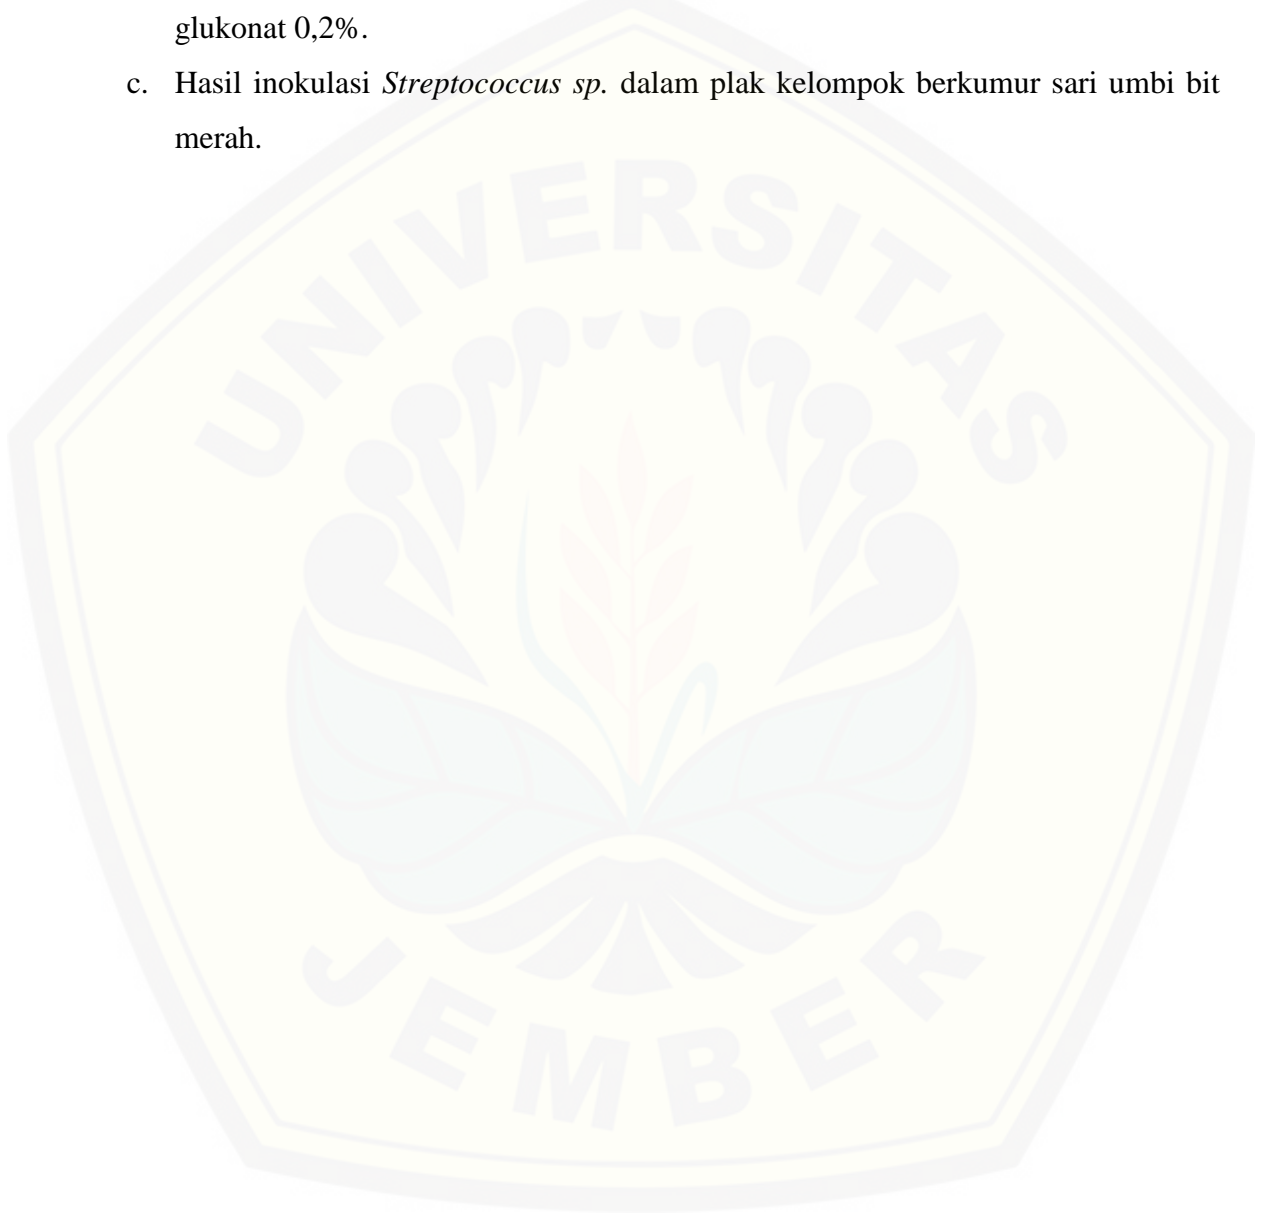 glukonat 0,2%.
c. Hasil inokulasi Streptococcus sp. dalam plak kelompok berkumur sari umbi bit
merah.
UNIVERSITAS
JEMBER